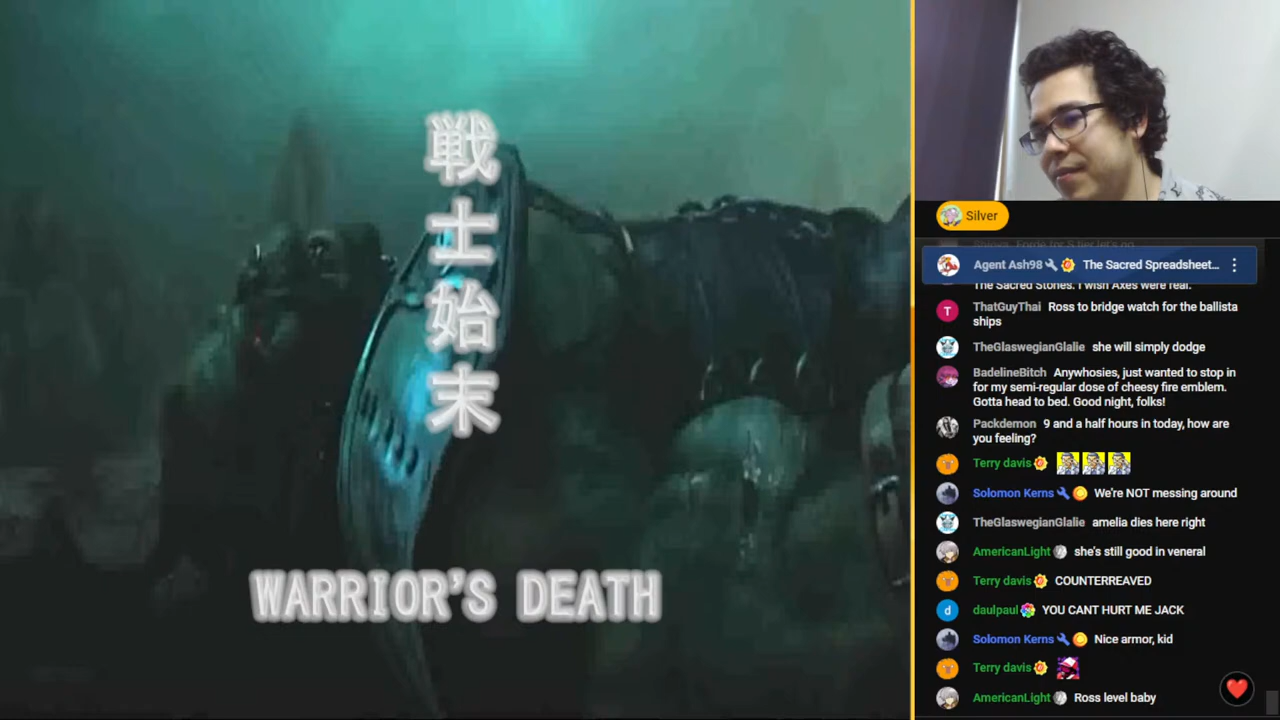 戦士始末
WARRIOR'S DEATH
Silver
Agent Ash98 The Sacred Spreadsheet...
The Sacred Stones. I wish Axes were real.
ThatGuyThai Ross to bridge watch for the ballista
ships
TheGlaswegianGlalie she will simply dodge
BadelineBitch Anywhosies, just wanted to stop in
for my semi-regular dose of cheesy fire emblem.
Gotta head to bed. Good night, folks!
Packdemon 9 and a half hours in today, how are
you feeling?
Terry davis
Solomon Kerns We're NOT messing around
TheGlaswegianGlalie amelia dies here right
AmericanLight she's still good in veneral
Terry davis COUNTERREAVED
daulpaul YOU CANT HURT ME JACK
Solomon Kerns Nice armor, kid
Terry davis
AmericanLight Ross level baby